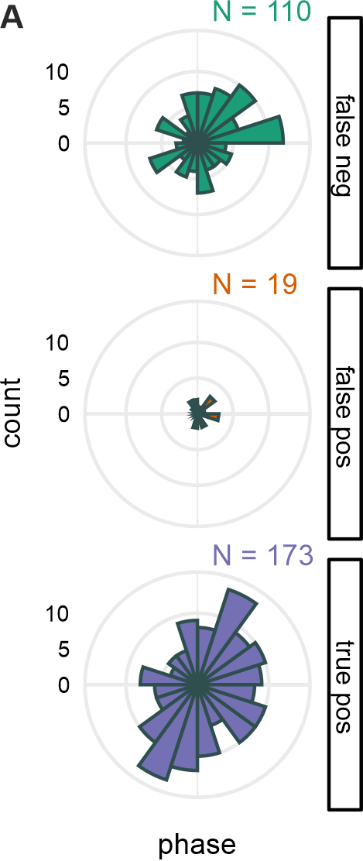 A
N = 110
10
5
0
false neg
N = 19
10
5
0
false pos
count
N = 173
10
5
0
true pos
phase